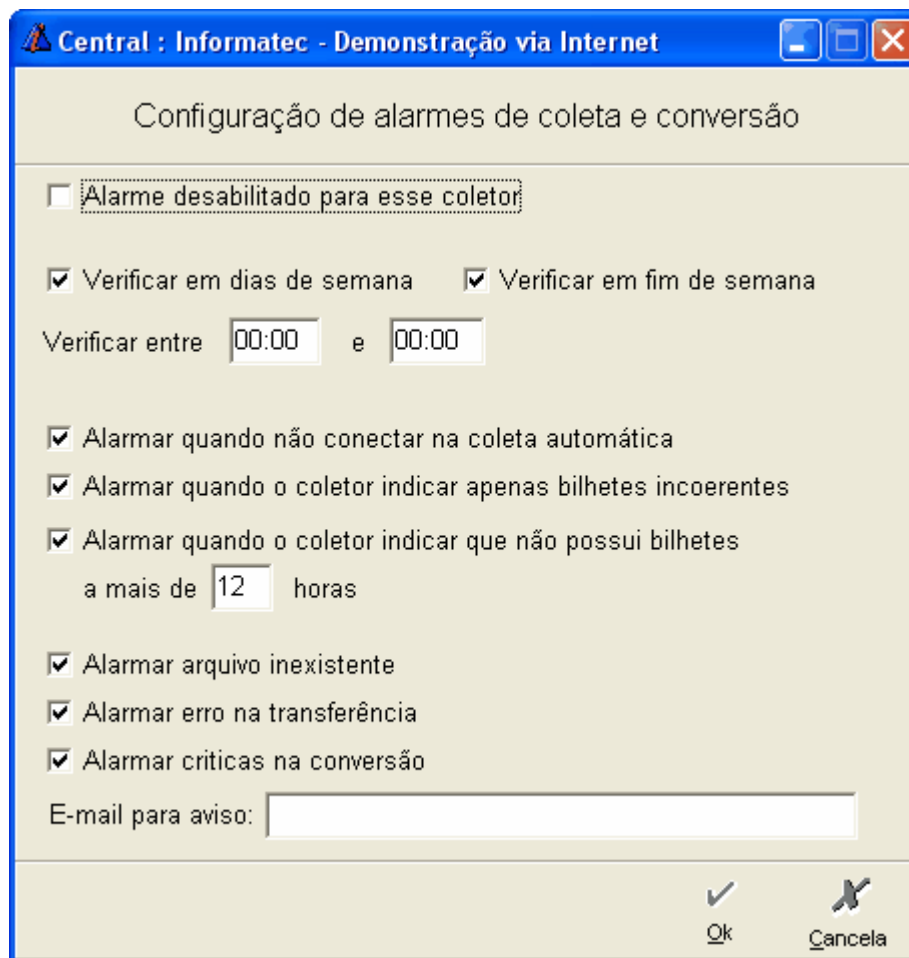 Central : Informatec - Demonstração via Internet
Configuração de alarmes de coleta e conversão
Alarme desabilitado para esse coletor
Verificar em dias de semana Verificar em fim de semana
Verificar entre 00:00 e 00:00
Alarmar quando não conectar na coleta automática
Alarmar quando o coletor indicar apenas bilhetes incoerentes
Alarmar quando o coletor indicar que não possui bilhetes
a mais de 12 horas
Alarmar arquivo inexistente
Alarmar erro na transferência
Alarmar criticas na conversão
E-mail para aviso:
Ok Cancela